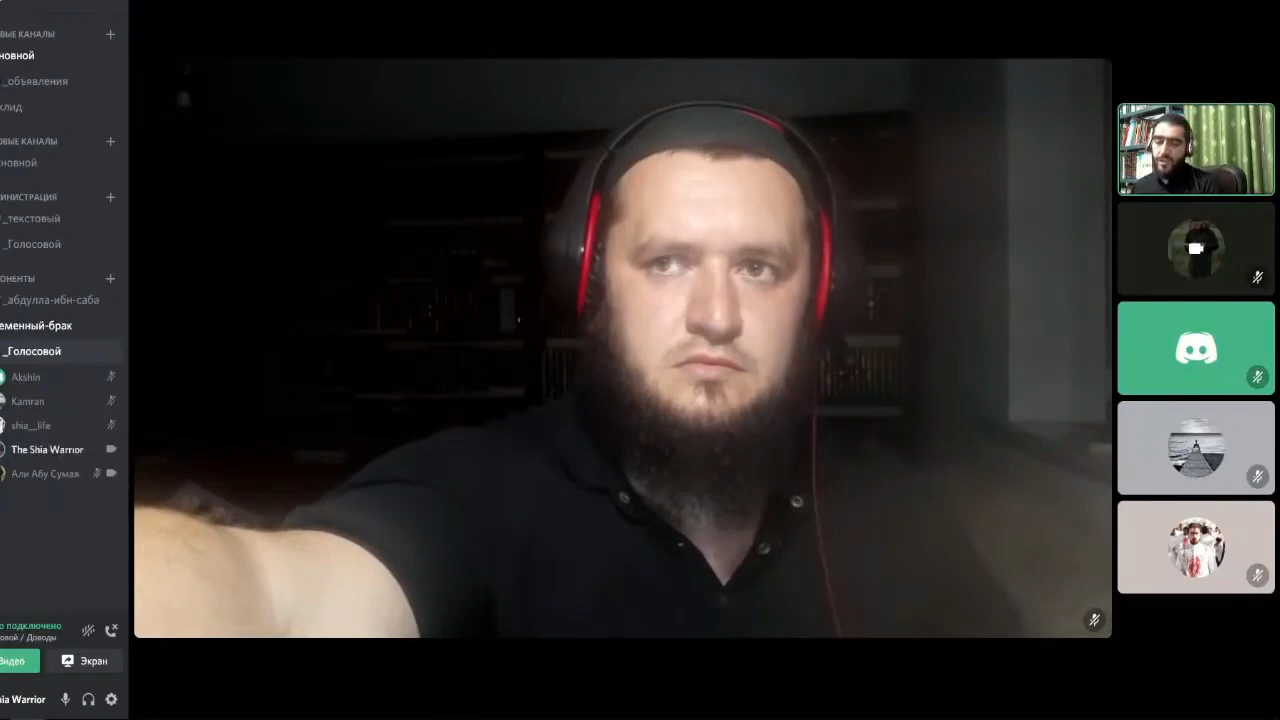 ВЫЕ КАНАЛЫ
новной
_объявления
клид
ОВЫЕ КАНАЛЫ
новной
ИНИСТРАЦИЯ
_текстовый
_Голосовой
ОНЕНТЫ
_абдулла-ибн-саба
еменный-брак
_Голосовой
Akshin
Kamran
shia__life
The Shia Warrior
Али Абу Сумая
о подключено
овой / Доводы
Видео
Экран
ia Warrior